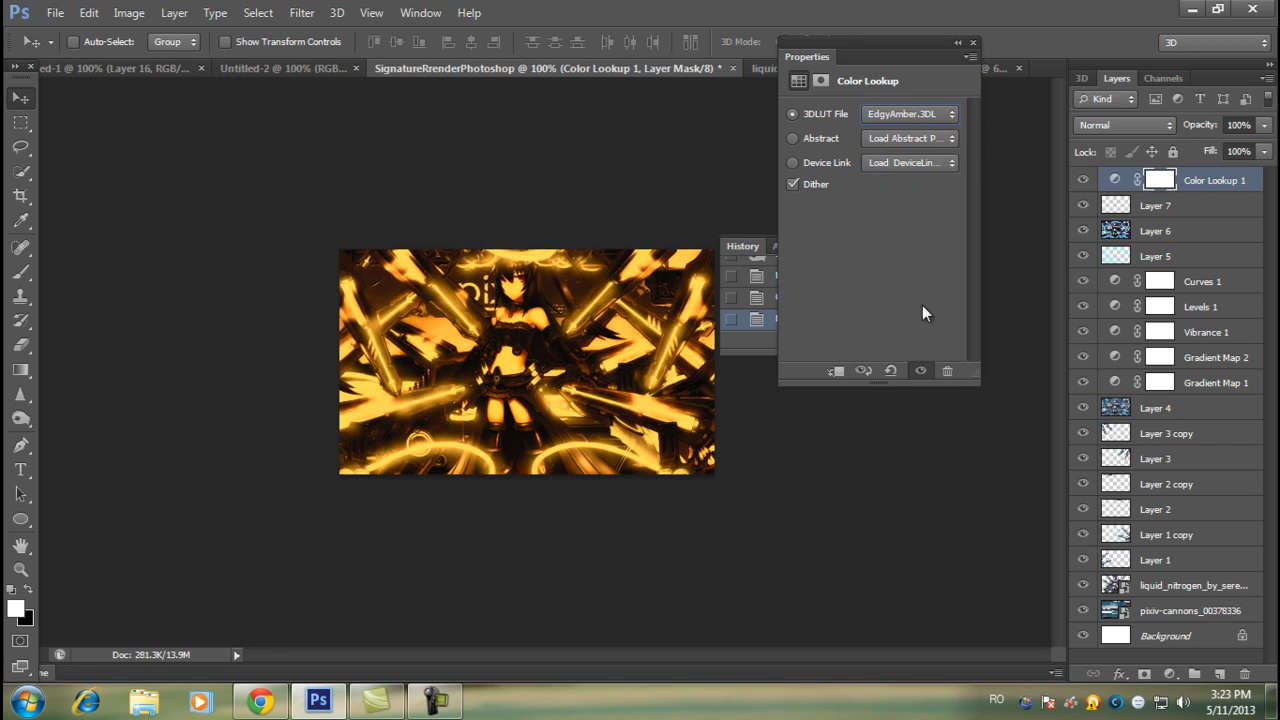 Ps File Edit Image Layer Type Select Filter 3D View Window Help
Auto-Select: Group Show Transform Controls 3D Mode: 3D
ed-1 @ 100% (Layer 16, RGB/... × Untitled-2 @ 100% (RGB... × SignatureRrenderPhotoshop @ 100% (Color Lookup 1, Layer Mask/8) * × liquid @ 6... ×
Properties
Color Lookup
3DLUT File EdgyAmber.3DL
Abstract Load Abstract P...
Device Link Load DeviceLin...
Dither
History
3D Layers Channels
Kind
Normal Opacity: 100%
Lock: Fill: 100%
Color Lookup 1
Layer 7
Layer 6
Layer 5
Curves 1
Levels 1
Vibrance 1
Gradient Map 2
Gradient Map 1
Layer 4
Layer 3 copy
Layer 3
Layer 2 copy
Layer 2
Layer 1 copy
Layer 1
liquid_nitrogen_by_sere...
pixiv-cannons_00378336
Background
100% Doc: 281.3K/13.9M
ne
Ps
RO
3:23 PM
5/11/2013